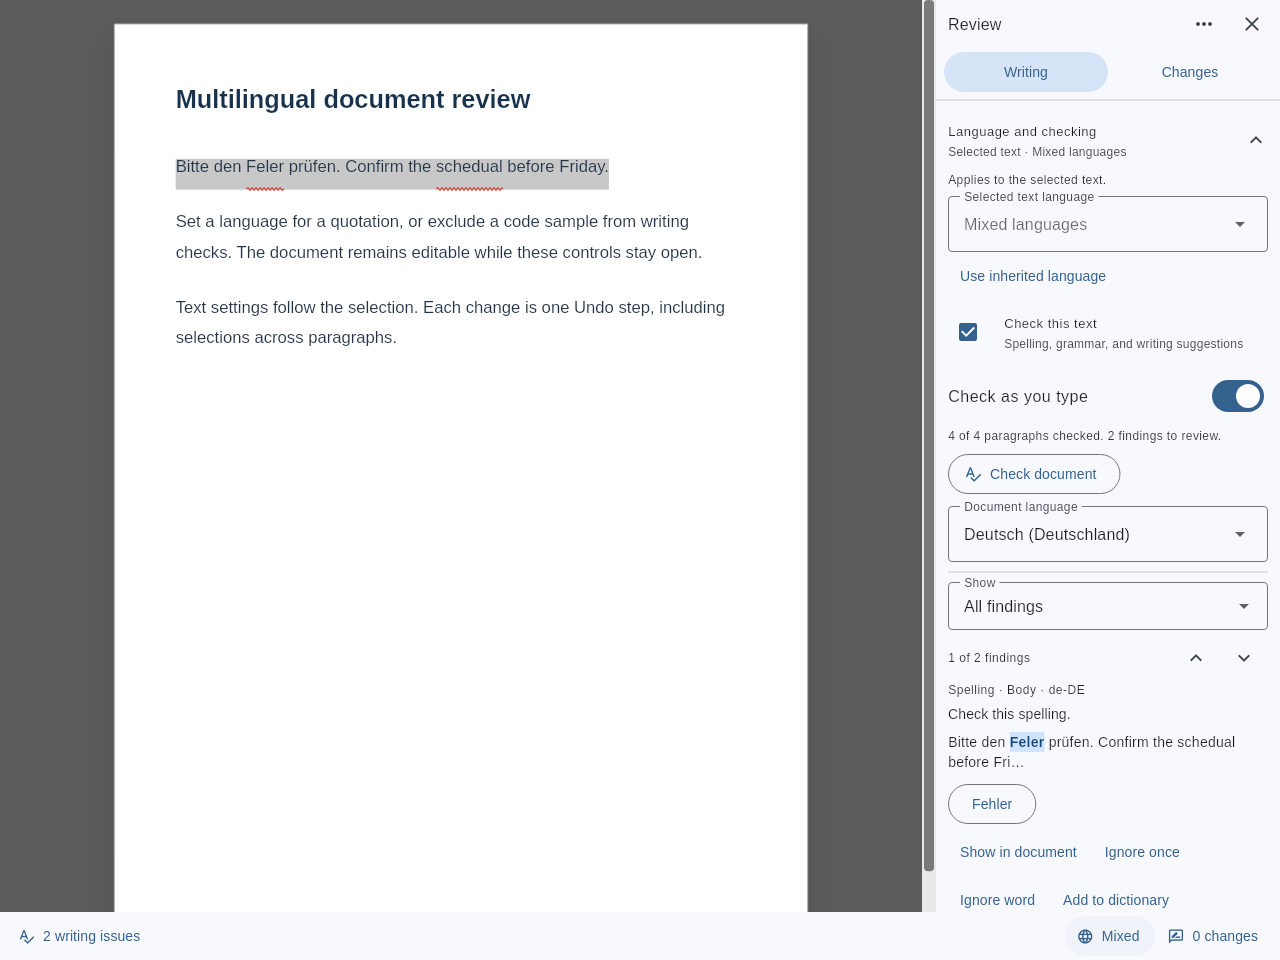 Multilingual document review
Bitte den Feler prüfen. Confirm the schedual before Friday.
Set a language for a quotation, or exclude a code sample from writing
checks. The document remains editable while these controls stay open.
Text settings follow the selection. Each change is one Undo step, including
selections across paragraphs.
Review
Writing
Changes
Language and checking
Selected text · Mixed languages
Applies to the selected text.
Selected text language
Mixed languages
Use inherited language
Check this text
Spelling, grammar, and writing suggestions
Check as you type
4 of 4 paragraphs checked. 2 findings to review.
Check document
Document language
Deutsch (Deutschland)
Show
All findings
1 of 2 findings
Spelling · Body · de-DE
Check this spelling.
Bitte den Feler prüfen. Confirm the schedual
before Fri…
Fehler
Show in document Ignore once
Ignore word Add to dictionary
2 writing issues
Mixed
0 changes